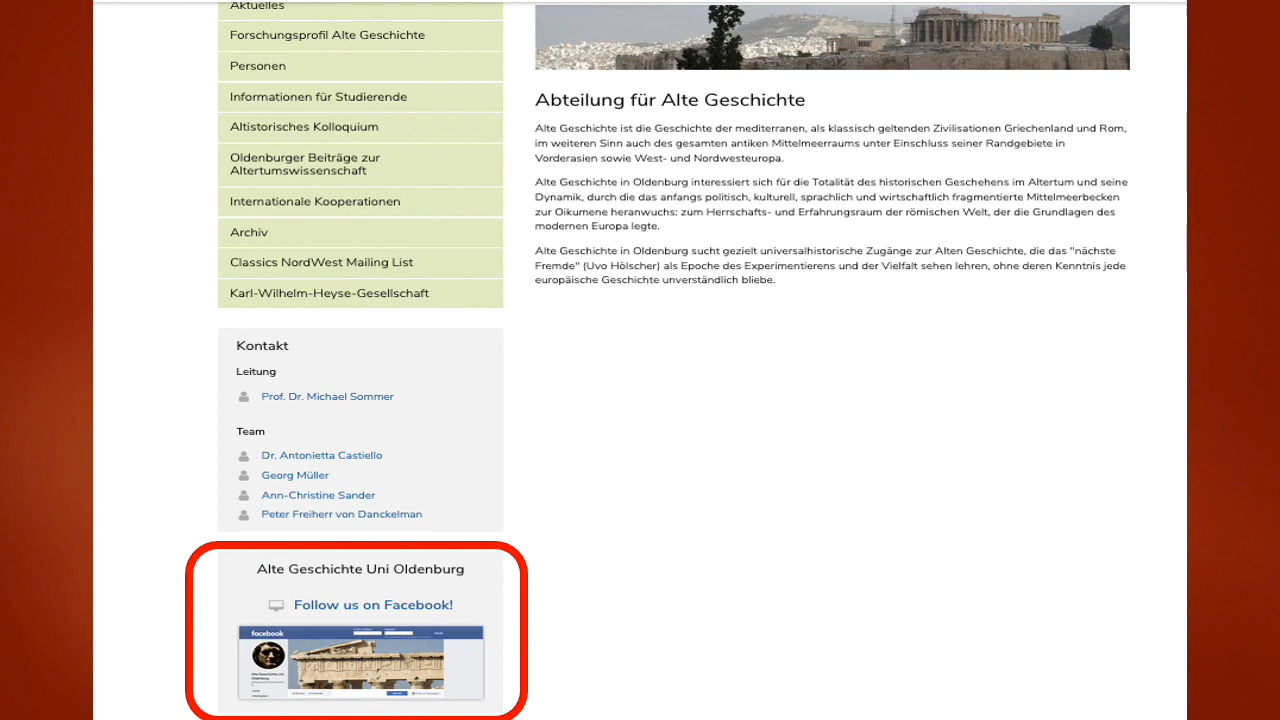 Aktuelles
Forschungsprofil Alte Geschichte
Personen
Informationen für Studierende
Altistorisches Kolloquium
Oldenburger Beiträge zur
Altertumswissenschaft
Internationale Kooperationen
Archiv
Classics NordWest Mailing List
Karl-Wilhelm-Heyse-Gesellschaft
Kontakt
Leitung
Prof. Dr. Michael Sommer
Team
Dr. Antonietta Castiello
Georg Müller
Ann-Christine Sander
Peter Freiherr von Danckelman
Alte Geschichte Uni Oldenburg
Follow us on Facebook!
facebook
Alte Geschichte Uni
Oldenburg
Abteilung für Alte Geschichte
Alte Geschichte ist die Geschichte der mediterranen, als klassisch geltenden Zivilisationen Griechenland und Rom,
im weiteren Sinn auch des gesamten antiken Mittelmeerraums unter Einschluss seiner Randgebiete in
Vorderasien sowie West- und Nordwesteuropa.
Alte Geschichte in Oldenburg interessiert sich für die Totalität des historischen Geschehens im Altertum und seine
Dynamik, durch die das anfangs politisch, kulturell, sprachlich und wirtschaftlich fragmentierte Mittelmeerbecken
zur Oikumene heranwuchs: zum Herrschafts- und Erfahrungsraum der römischen Welt, der die Grundlagen des
modernen Europa legte.
Alte Geschichte in Oldenburg sucht gezielt universalhistorische Zugänge zur Alten Geschichte, die das "nächste
Fremde" (Uvo Hölscher) als Epoche des Experimentierens und der Vielfalt sehen lehren, ohne deren Kenntnis jede
europäische Geschichte unverständlich bliebe.